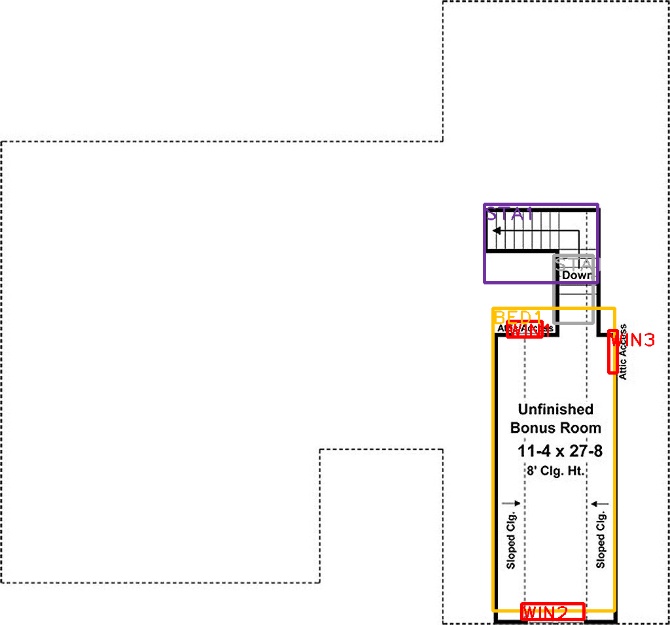 STA1
STA
Down
BED1
Attic Access
WIN3
Attic Access
Unfinished
Bonus Room
11-4 x 27-8
8' Clg. Ht.
Sloped Clg.
Sloped Clg.
WIN2